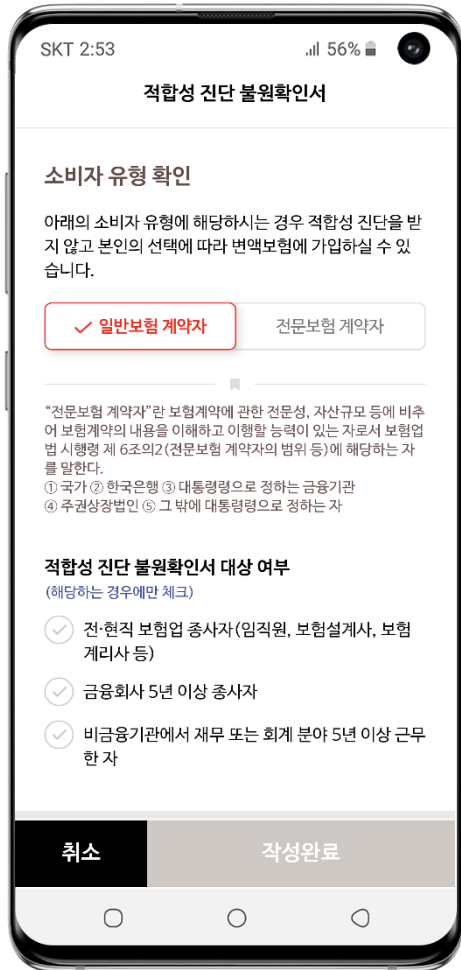 SKT 2:53
56%
적합성 진단 불원확인서
소비자 유형 확인
아래의 소비자 유형에 해당하시는 경우 적합성 진단을 받
지 않고 본인의 선택에 따라 변액보험에 가입하실 수 있
습니다.
일반보험 계약자
전문보험 계약자
“전문보험 계약자”란 보험계약에 관한 전문성, 자산규모 등에 비추
어 보험계약의 내용을 이해하고 이행할 능력이 있는 자로서 보험업
법 시행령 제 6조의2(전문보험 계약자의 범위 등)에 해당하는 자
를 말한다.
① 국가 ② 한국은행 ③ 대통령령으로 정하는 금융기관
④ 주권상장법인 ⑤ 그 밖에 대통령령으로 정하는 자
적합성 진단 불원확인서 대상 여부
(해당하는 경우에만 체크)
전·현직 보험업 종사자(임직원, 보험설계사, 보험
계리사 등)
금융회사 5년 이상 종사자
비금융기관에서 재무 또는 회계 분야 5년 이상 근무
한 자
취소
작성완료